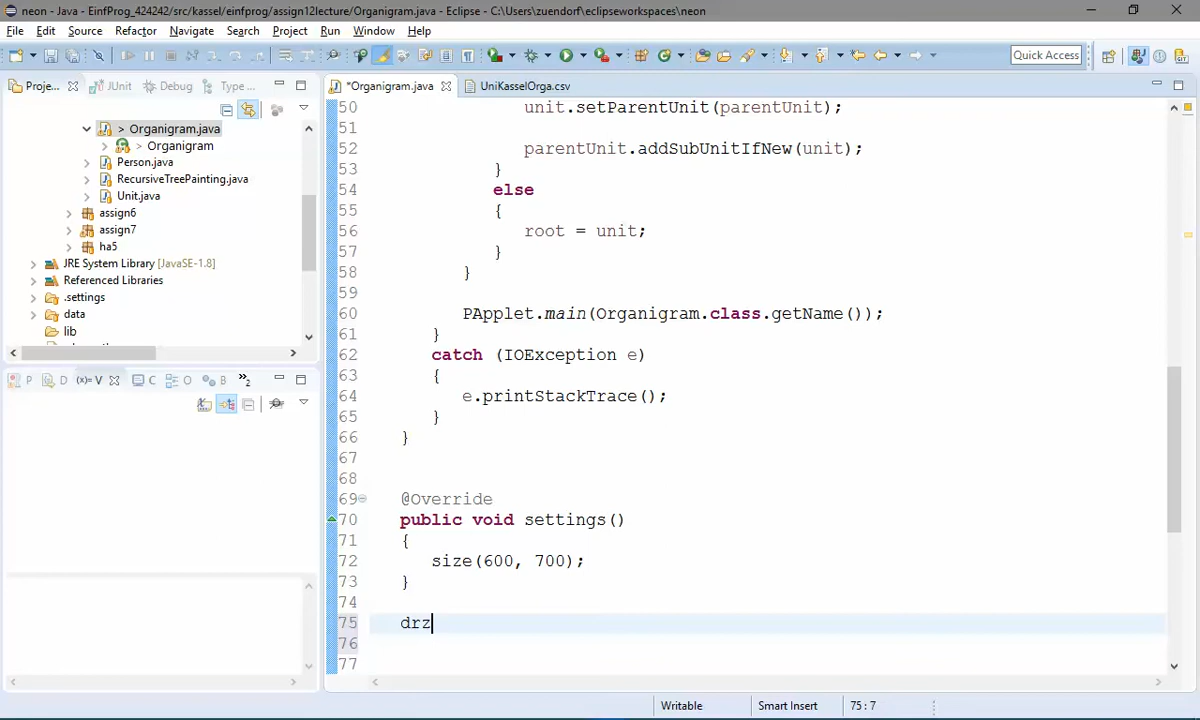 neon - Java - EinfProg_424242/src/kassel/einfprog/assign12lecture/Organigram.java - Eclipse - C:\Users\zuendorf\eclipseworkspaces\neon
File Edit Source Refactor Navigate Search Project Run Window Help
Quick Access
Proje... JUnit Debug Type ...
*Organigram.java UniKasselOrga.csv
> Organigram.java
> Organigram
Person.java
RecursiveTreePainting.java
Unit.java
assign6
assign7
ha5
JRE System Library [JavaSE-1.8]
Referenced Libraries
.settings
data
lib
P D (x)= V C O B »2
50 unit.setParentUnit(parentUnit);
51
52 parentUnit.addSubUnitIfNew(unit);
53 }
54 else
55 {
56 root = unit;
57 }
58 }
59
60 PApplet.main(Organigram.class.getName());
61 }
62 catch (IOException e)
63 {
64 e.printStackTrace();
65 }
66 }
67
68
69 @Override
70 public void settings()
71 {
72 size(600, 700);
73 }
74
75 drz
76
77
Writable Smart Insert 75 : 7